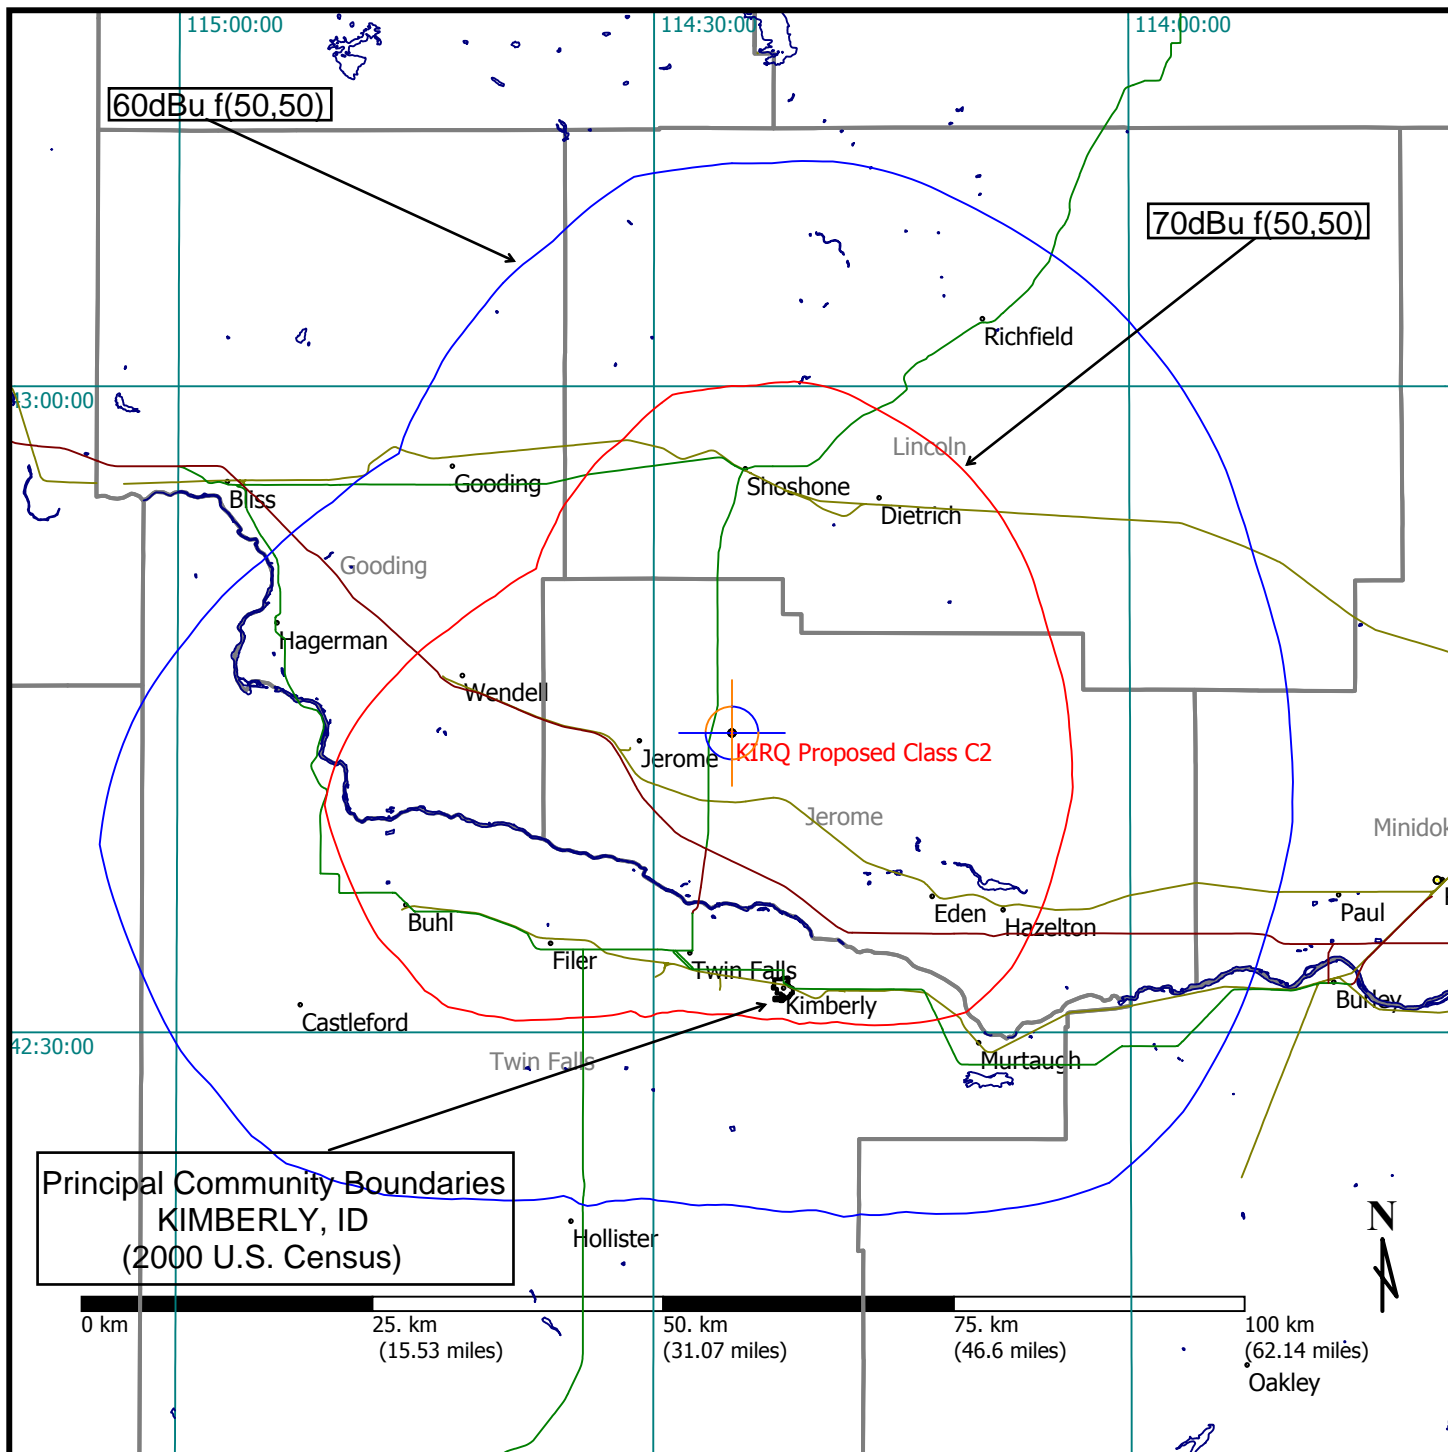 115:00:00
114:30:00
114:00:00
60dBu f(50,50)
70dBu f(50,50)
Richfield
43:00:00
Lincoln
Gooding
Shoshone
Bliss
Dietrich
Gooding
Hagerman
Wendell
Jerome
KIRQ Proposed Class C2
Jerome
Minidok
Buhl
Eden
Hazelton
Paul
Filer
Twin Falls
Kimberly
Burley
Castleford
42:30:00
Twin Falls
Murtaugh
Principal Community Boundaries
KIMBERLY, ID
(2000 U.S. Census)
Hollister
N
0 km
25. km
(15.53 miles)
50. km
(31.07 miles)
75. km
(46.6 miles)
100 km
(62.14 miles)
Oakley